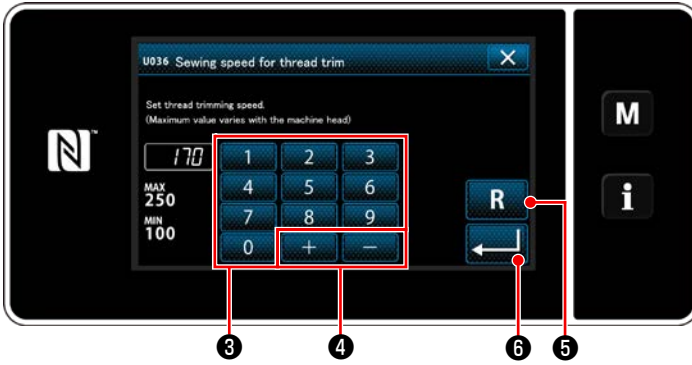 U036 Sewing speed for thread trim
Set thread trimming speed.
(Maximum value varies with the machine head)
170
MAX
250
MIN
100
1 2 3
4 5 6
7 8 9
0 + −
R
N™
M
i
❸ ❹ ❻ ❺